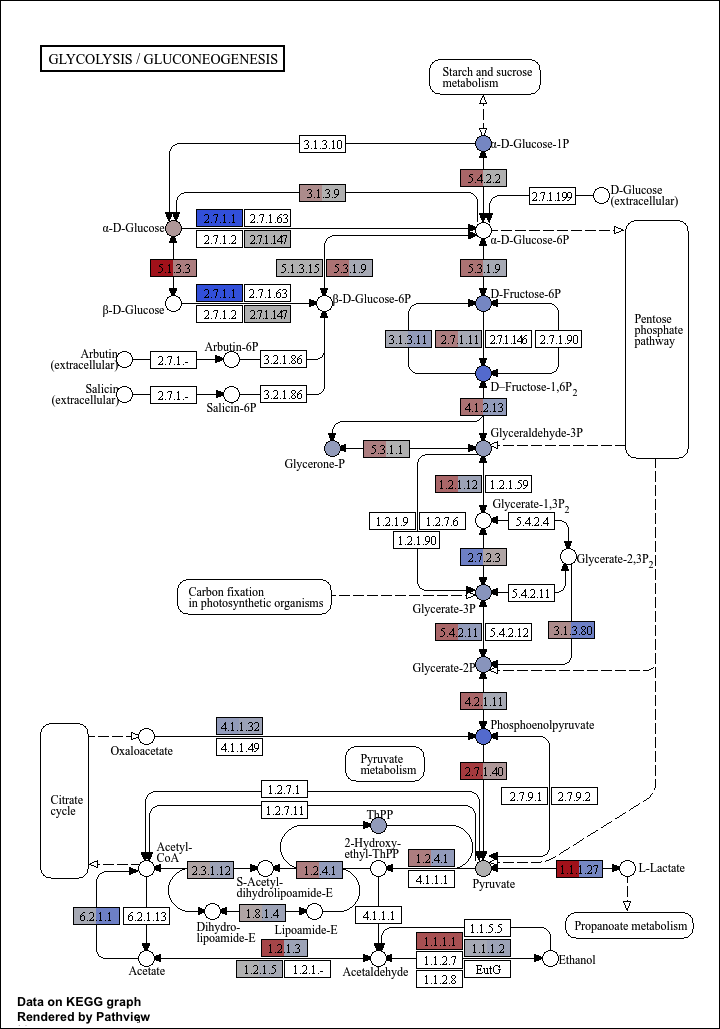 GLYCOLYSIS / GLUCONEOGENESIS
Starch and sucrose
metabolism
3.1.3.10
α-D-Glucose-1P
5.4.2.2
3.1.3.9
2.7.1.199
D-Glucose
(extracellular)
α-D-Glucose
2.7.1.1
2.7.1.63
2.7.1.2
2.7.1.147
α-D-Glucose-6P
5.1.3.3
5.1.3.15
5.3.1.9
5.3.1.9
β-D-Glucose
2.7.1.1
2.7.1.63
2.7.1.2
2.7.1.147
β-D-Glucose-6P
D-Fructose-6P
Pentose
phosphate
pathway
3.1.3.11
2.7.1.11
2.7.1.146
2.7.1.90
Arbutin
(extracellular)
2.7.1.-
Arbutin-6P
3.2.1.86
Salicin
(extracellular)
2.7.1.-
Salicin-6P
3.2.1.86
D-Fructose-1,6P2
4.1.2.13
Glyceraldehyde-3P
Glycerone-P
5.3.1.1
1.2.1.12
1.2.1.59
Glycerate-1,3P2
1.2.1.9
1.2.7.6
1.2.1.90
5.4.2.4
2.7.2.3
Glycerate-2,3P2
Carbon fixation
in photosynthetic organisms
Glycerate-3P
5.4.2.11
5.4.2.11
5.4.2.12
3.1.3.80
Glycerate-2P
4.2.1.11
Oxaloacetate
4.1.1.32
4.1.1.49
Phosphoenolpyruvate
Pyruvate
metabolism
2.7.1.40
2.7.9.1
2.7.9.2
Citrate
cycle
1.2.7.1
1.2.7.11
ThPP
Acetyl-
CoA
2-Hydroxy-
ethyl-ThPP
2.3.1.12
S-Acetyl-
dihydrolipoamide-E
1.2.4.1
1.2.4.1
4.1.1.1
Pyruvate
1.1.1.27
L-Lactate
6.2.1.1
6.2.1.13
Dihydro-
lipoamide-E
1.8.1.4
Lipoamide-E
4.1.1.1
Propanoate metabolism
1.2.1.3
1.2.1.5
1.2.1.-
Acetate
Acetaldehyde
1.1.1.1
1.1.2.7
1.1.2.8
1.1.5.5
1.1.1.2
EutG
Ethanol
Data on KEGG graph
Rendered by Pathview